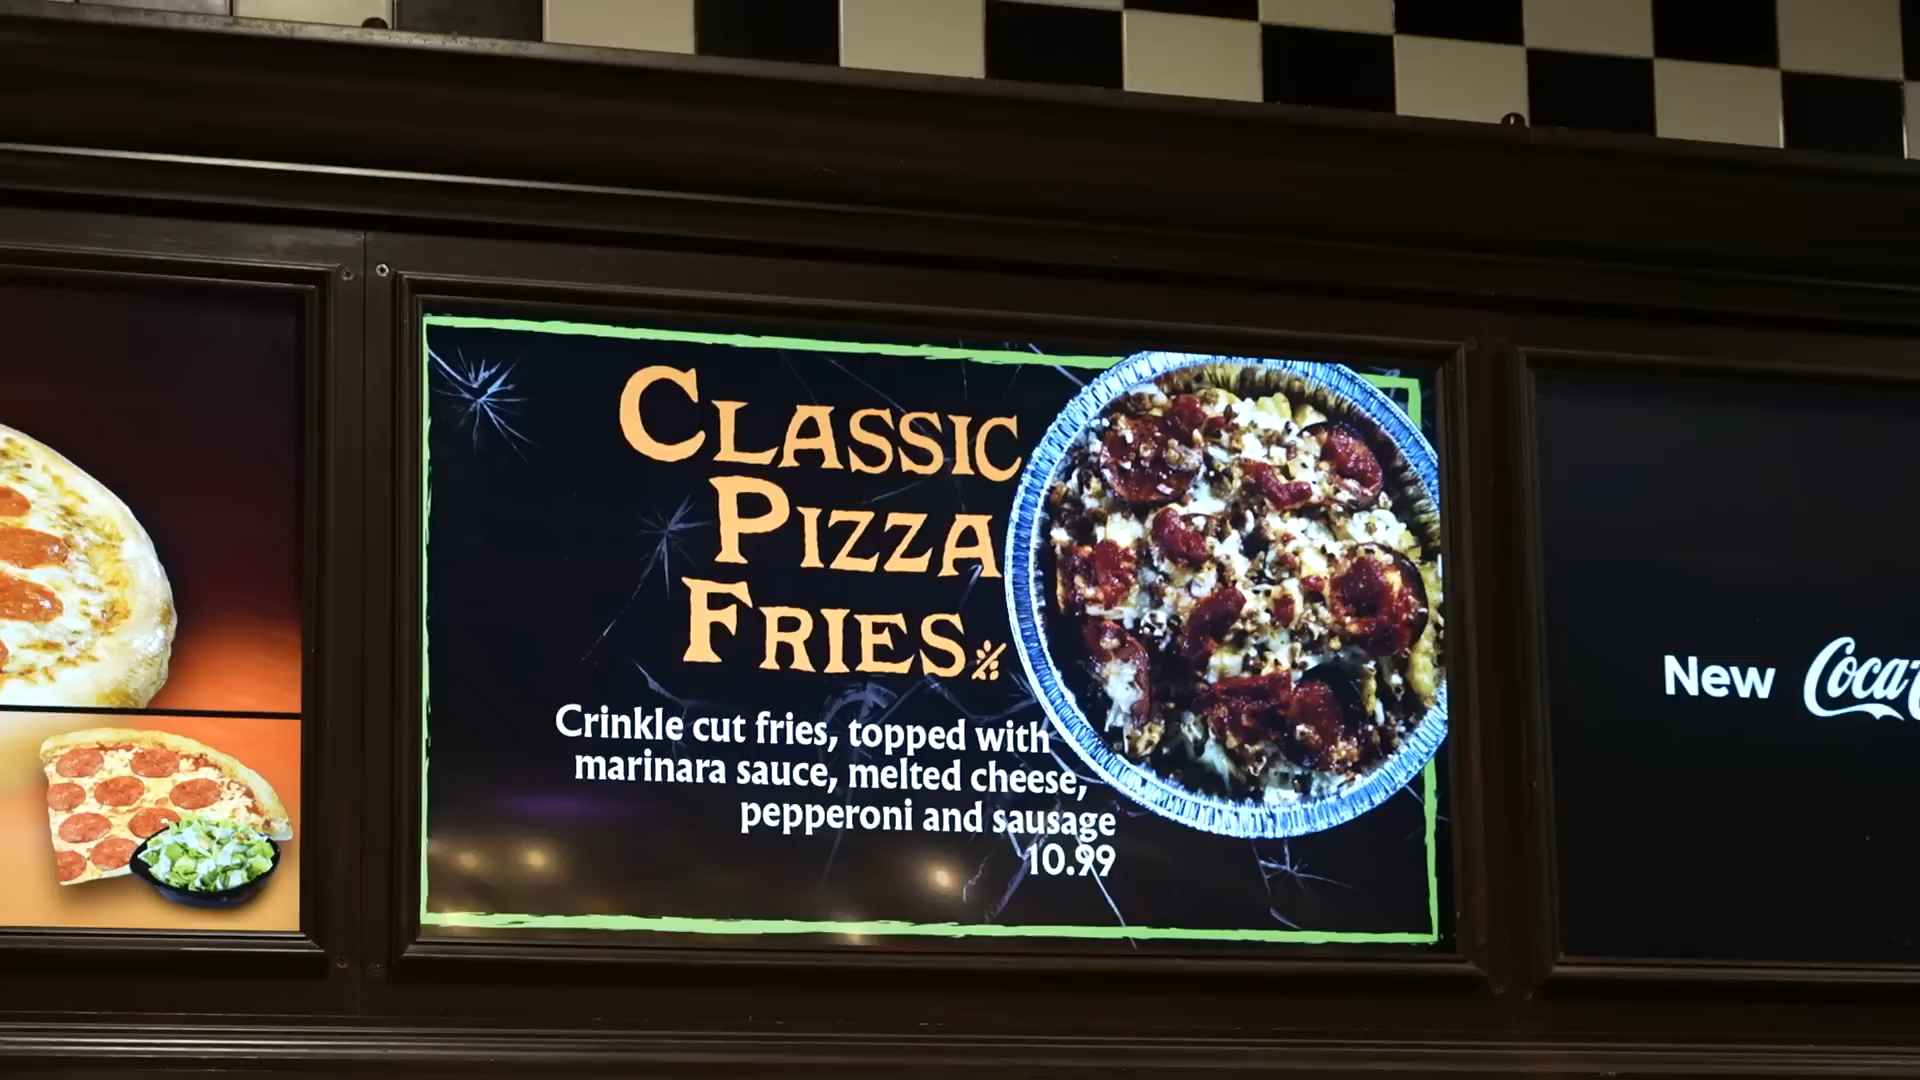 CLASSIC
PIZZA
FRIES
Crinkle cut fries, topped with
marinara sauce, melted cheese,
pepperoni and sausage
10.99
New Coca